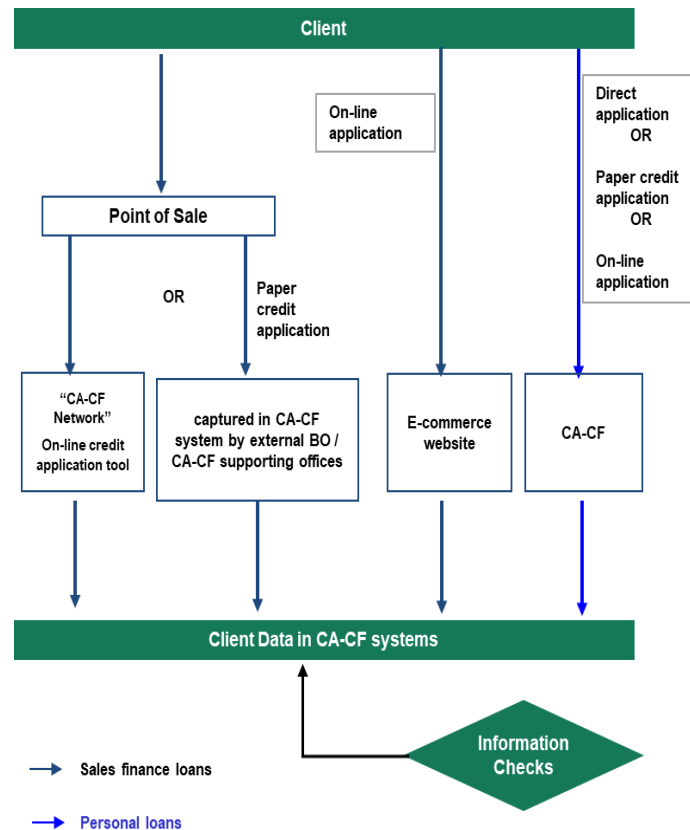 Client
On-line
application
Direct
application
OR
Paper credit
application
OR
On-line
application
Point of Sale
OR
Paper
credit
application
“CA-CF
Network”
On-line credit
application tool
captured in CA-CF
system by external BO /
CA-CF supporting offices
E-commerce
website
CA-CF
Client Data in CA-CF systems
Information
Checks
Sales finance loans
Personal loans